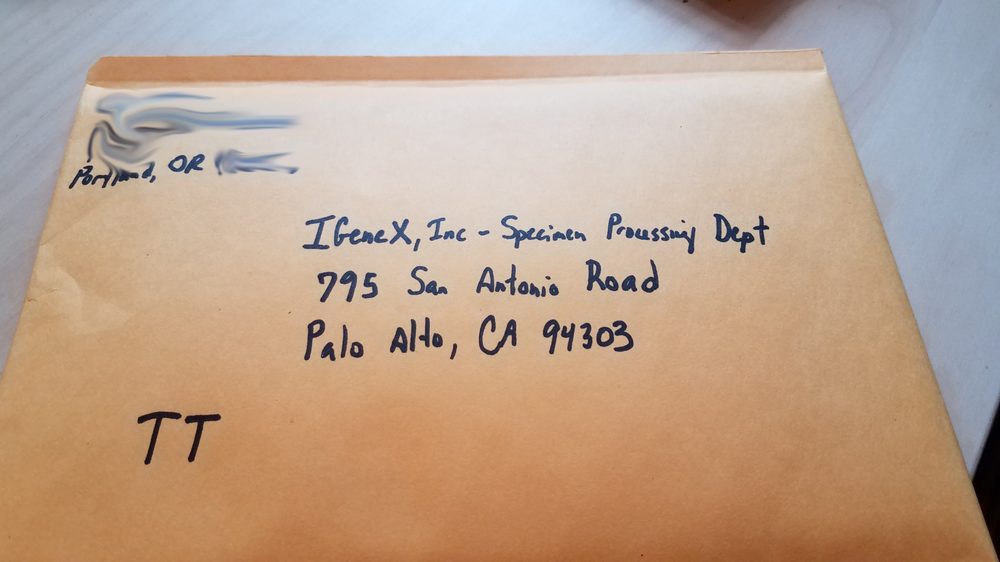 Portland, OR
IGeneX, Inc - Specimen Processing Dept
795 San Antonio Road
Palo Alto, CA 94303
TT